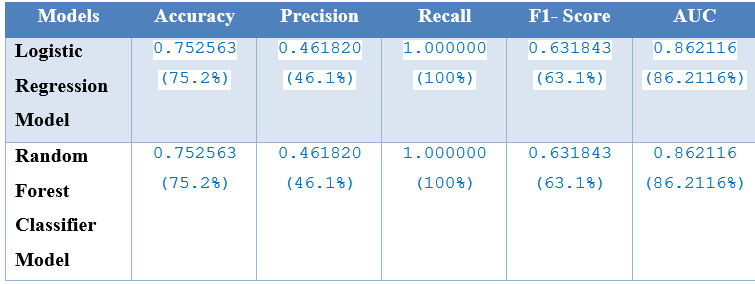 Models Accuracy Precision Recall F1- Score AUC
Logistic 0.752563 0.461820 1.000000 0.631843 0.862116
Regression (75.2%) (46.1%) (100%) (63.1%) (86.2116%)
Model
Random 0.752563 0.461820 1.000000 0.631843 0.862116
Forest (75.2%) (46.1%) (100%) (63.1%) (86.2116%)
Classifier
Model